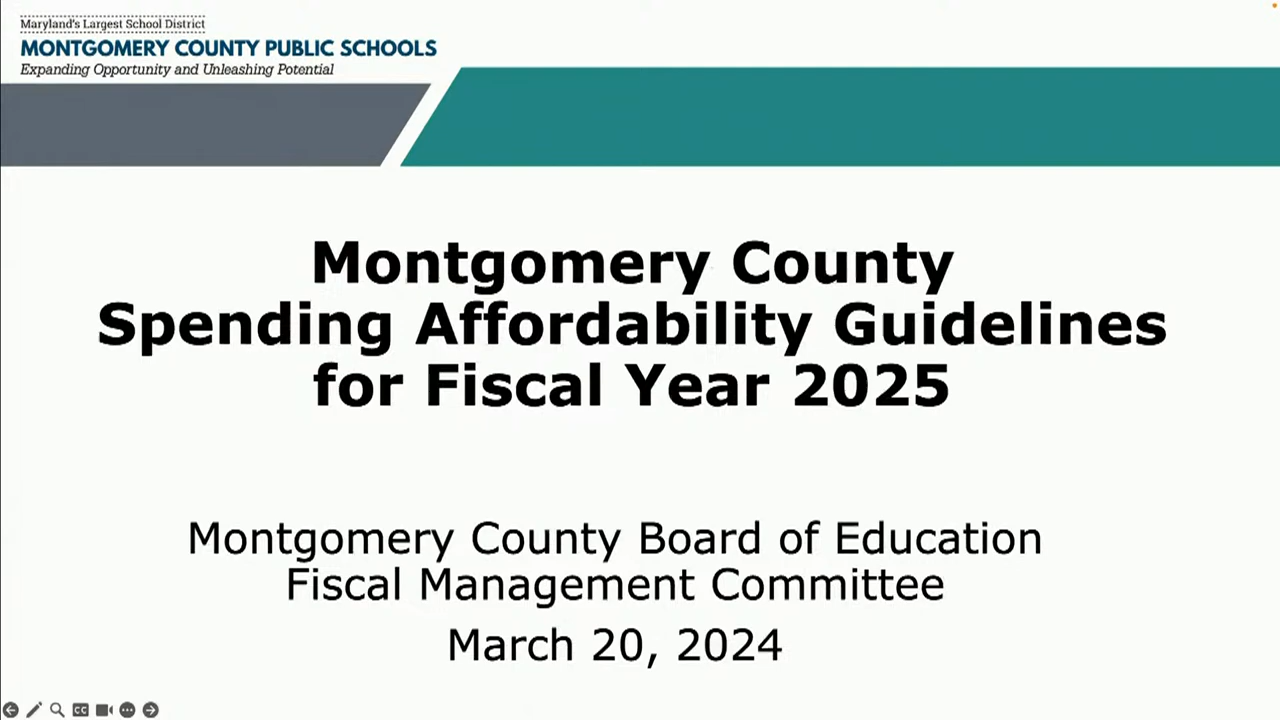 Maryland's Largest School District
MONTGOMERY COUNTY PUBLIC SCHOOLS
Expanding Opportunity and Unleashing Potential
Montgomery County
Spending Affordability Guidelines
for Fiscal Year 2025
Montgomery County Board of Education
Fiscal Management Committee
March 20, 2024
CC